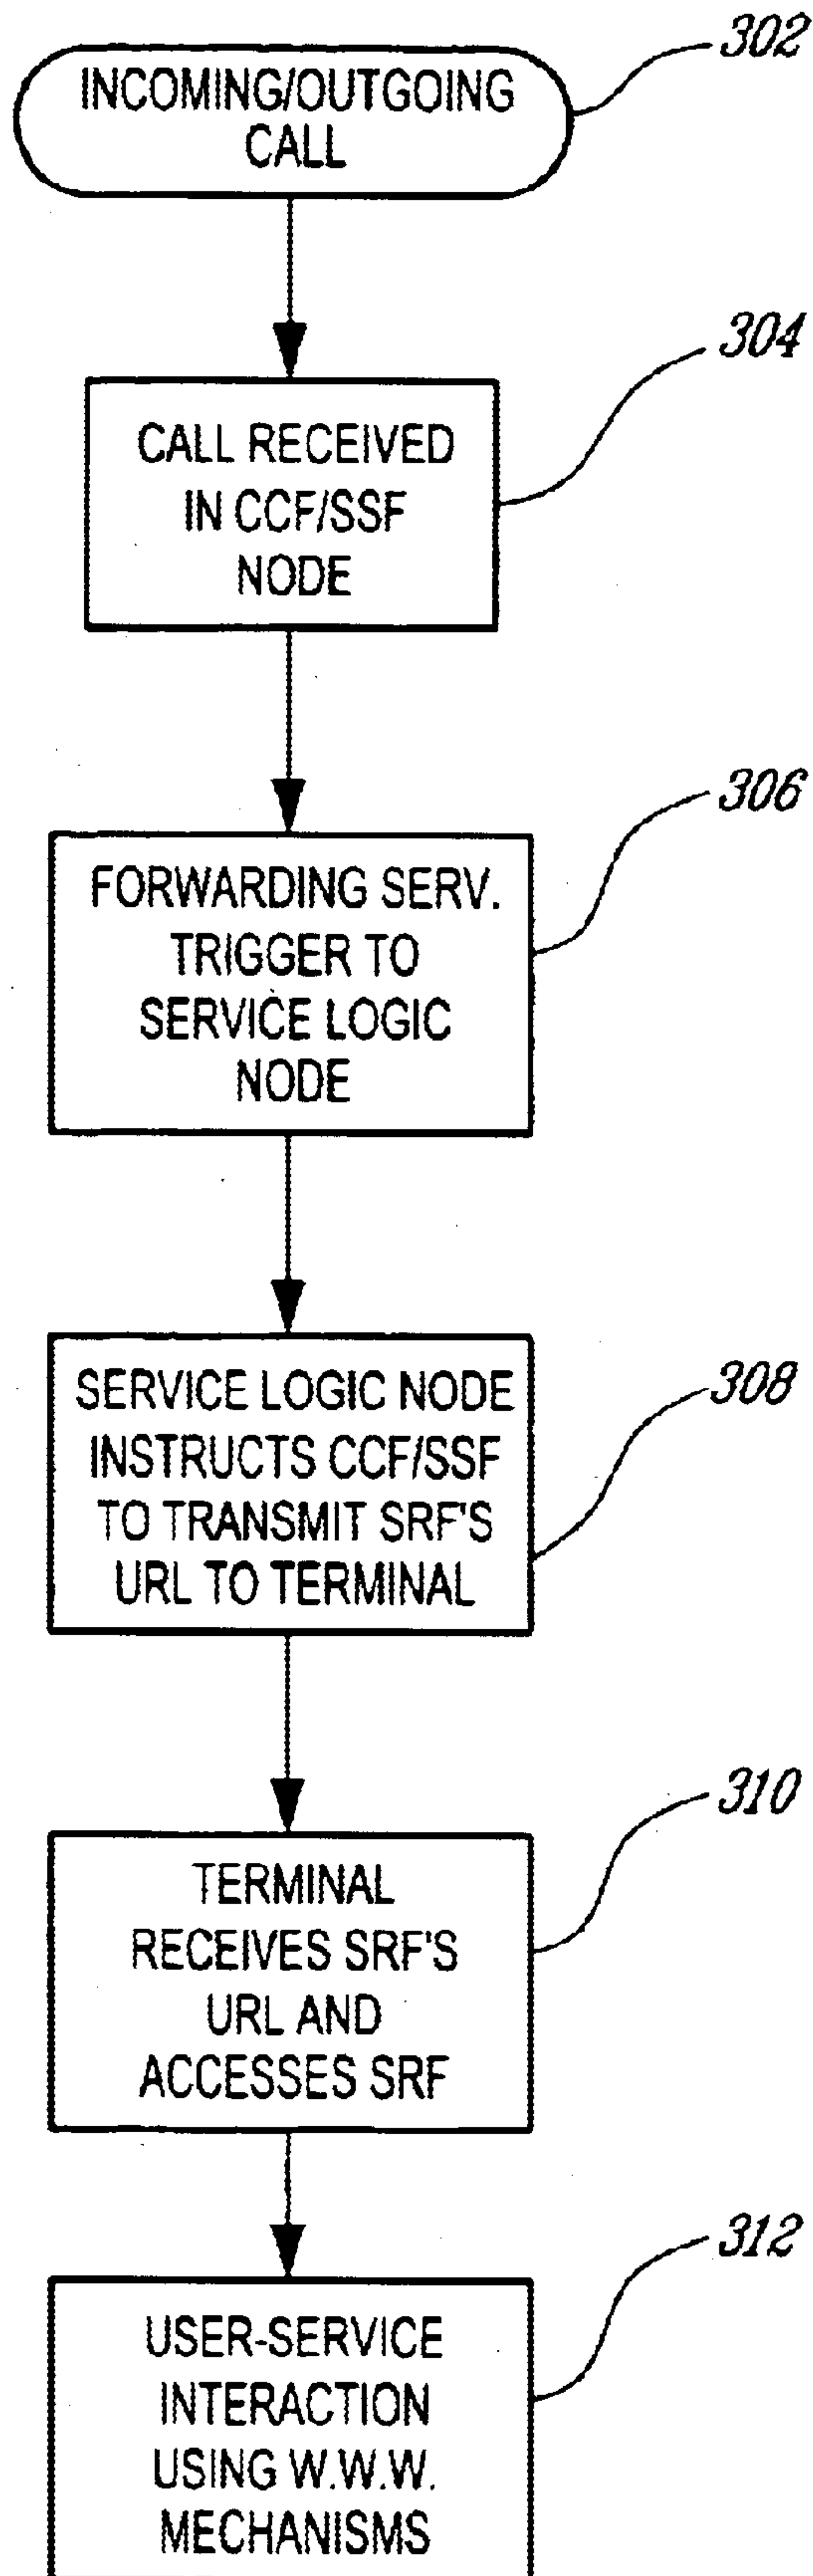 302
INCOMING/OUTGOING
CALL
304
CALL RECEIVED
IN CCF/SSF
NODE
306
FORWARDING SERV.
TRIGGER TO
SERVICE LOGIC
NODE
308
SERVICE LOGIC NODE
INSTRUCTS CCF/SSF
TO TRANSMIT SRF'S
URL TO TERMINAL
310
TERMINAL
RECEIVES SRF'S
URL AND
ACCESSES SRF
312
USER-SERVICE
INTERACTION
USING W.W.W.
MECHANISMS